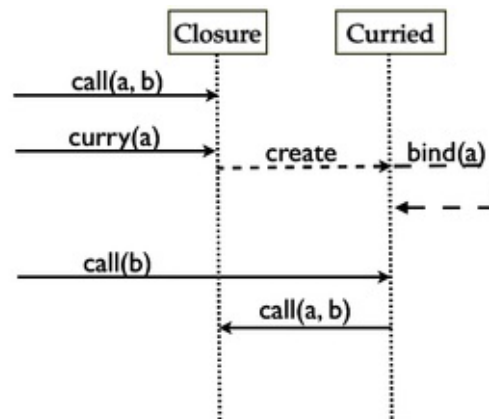 Closure Curried
call(a, b)
curry(a)
create bind(a)
call(b)
call(a, b)